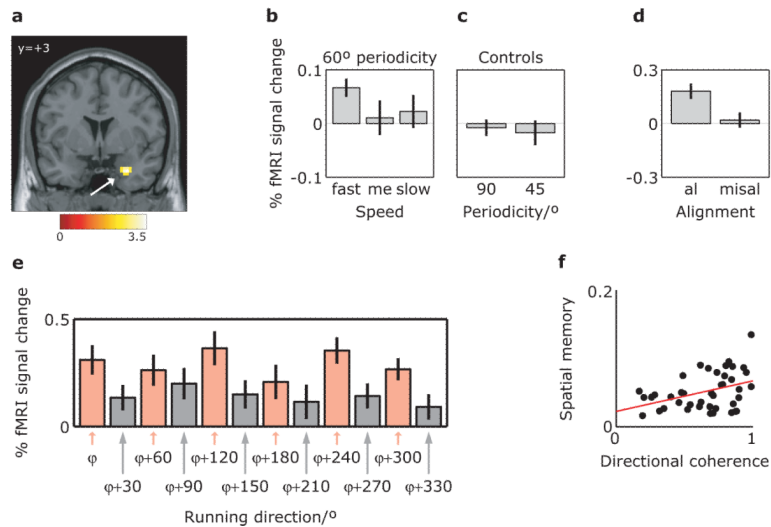 a
y=+3
0 3.5
b
60º periodicity
% fMRI signal change
0.1
0
-0.1
fast me slow
Speed
c
Controls
90 45
Periodicity/º
d
0.3
0
-0.3
al misal
Alignment
e
% fMRI signal change
0.5
0
φ φ+60 φ+120 φ+180 φ+240 φ+300
φ+30 φ+90 φ+150 φ+210 φ+270 φ+330
Running direction/º
f
Spatial memory
0.2
0
0 1
Directional coherence